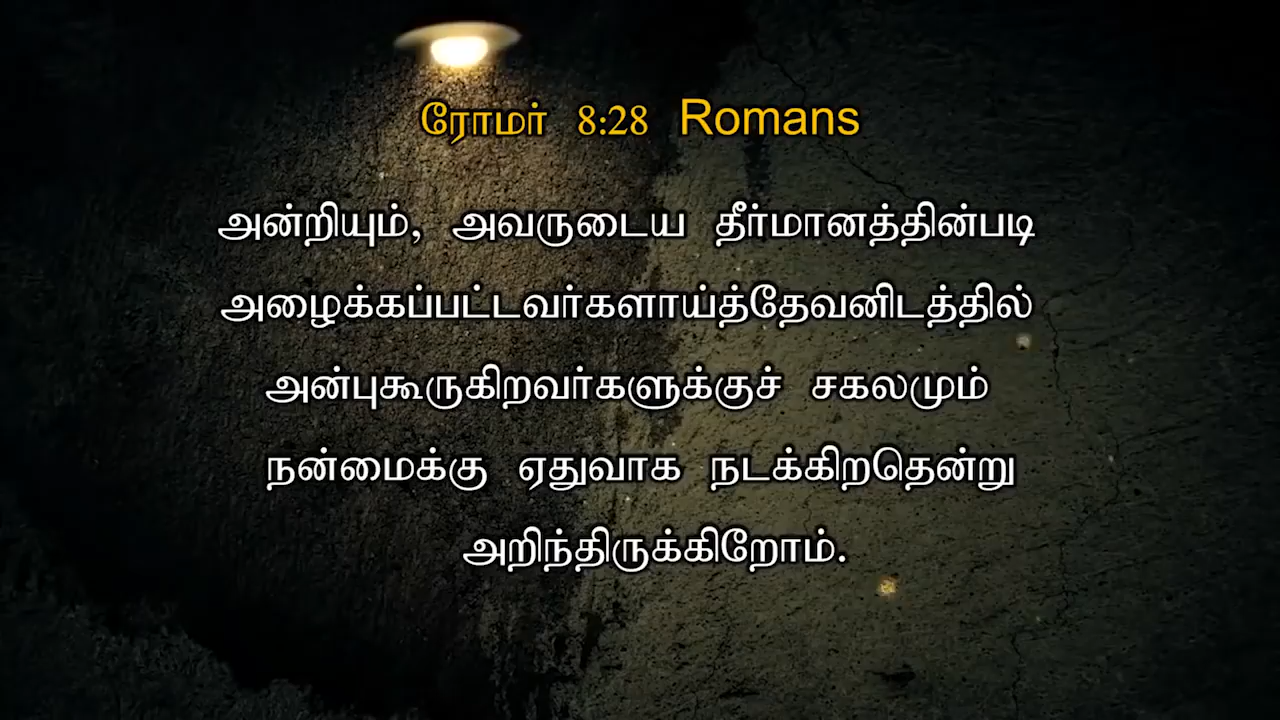 ரோமர் 8:28 Romans
அன்றியும், அவருடைய தீர்மானத்தின்படி
அழைக்கப்பட்டவர்களாய்த்தேவனிடத்தில்
அன்புகூருகிறவர்களுக்குச் சகலமும்
நன்மைக்கு ஏதுவாக நடக்கிறதென்று
அறிந்திருக்கிறோம்.